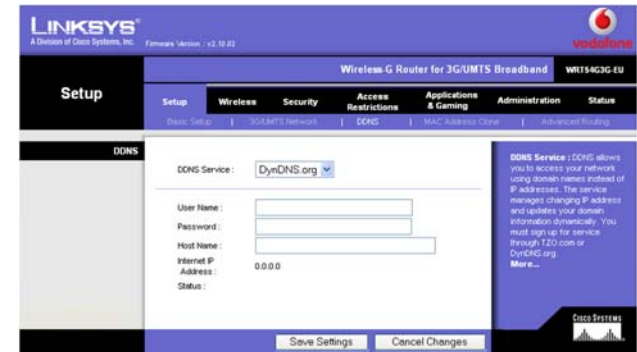 LINKSYS®
A Division of Cisco Systems, Inc.
Firmware Version : v2.10.02
vodafone
Wireless-G Router for 3G/UMTS Broadband
WRT54G3G-EU
Setup
Setup Wireless Security Access Restrictions Applications & Gaming Administration Status
Basic Setup | 3G/UMTS Network | DDNS | MAC Address Clone | Advanced Routing
DDNS
DDNS Service : DynDNS.org
User Name :
Password :
Host Name :
Internet IP Address : 0.0.0.0
Status :
DDNS Service : DDNS allows
you to access your network
using domain names instead of
IP addresses. The service
manages changing IP address
and updates your domain
information dynamically. You
must sign up for service
through TZO.com or
DynDNS.org.
More...
CISCO SYSTEMS
Save Settings Cancel Changes